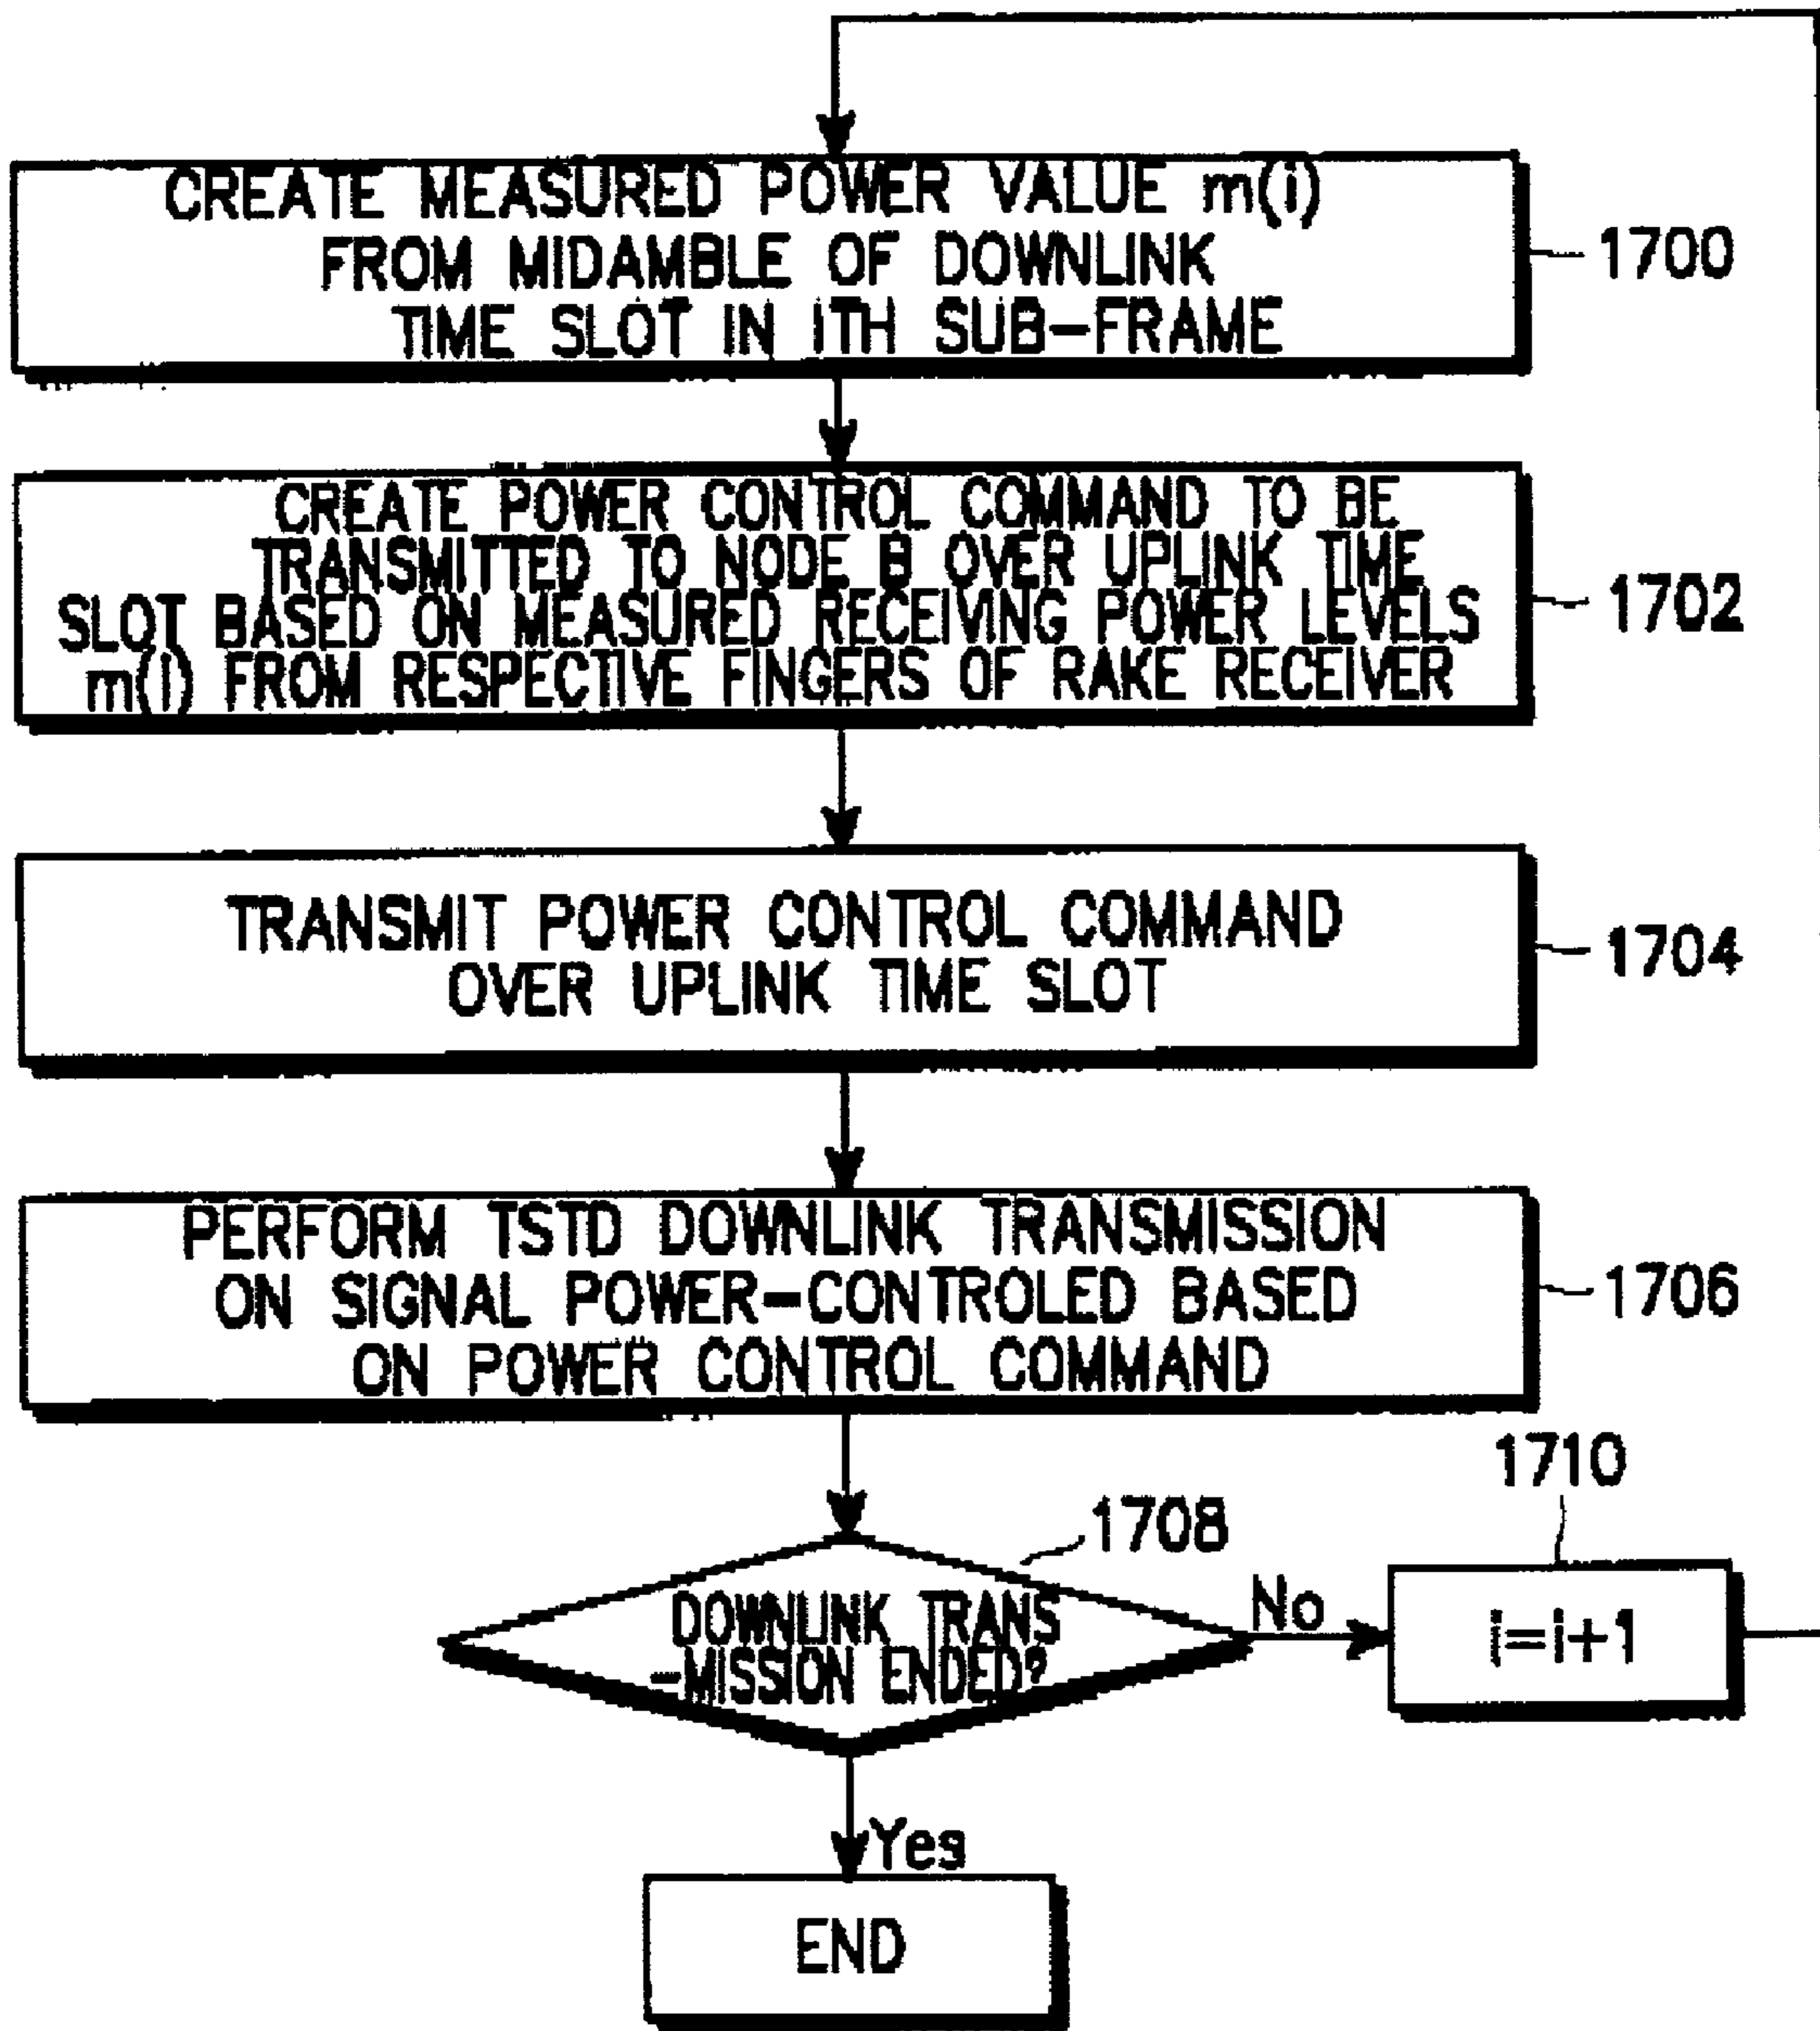 CREATE MEASURED POWER VALUE m(i)
FROM MIDAMBLE OF DOWNLINK
TIME SLOT IN iTH SUB-FRAME
1700
CREATE POWER CONTROL COMMAND TO BE
TRANSMITTED TO NODE B OVER UPLINK TIME
SLOT BASED ON MEASURED RECEIVING POWER LEVELS
m(i) FROM RESPECTIVE FINGERS OF RAKE RECEIVER
1702
TRANSMIT POWER CONTROL COMMAND
OVER UPLINK TIME SLOT
1704
PERFORM TSTD DOWNLINK TRANSMISSION
ON SIGNAL POWER-CONTROLED BASED
ON POWER CONTROL COMMAND
1706
1710
1708
DOWNLINK TRANS
-MISSION ENDED?
No
i=i+1
Yes
END